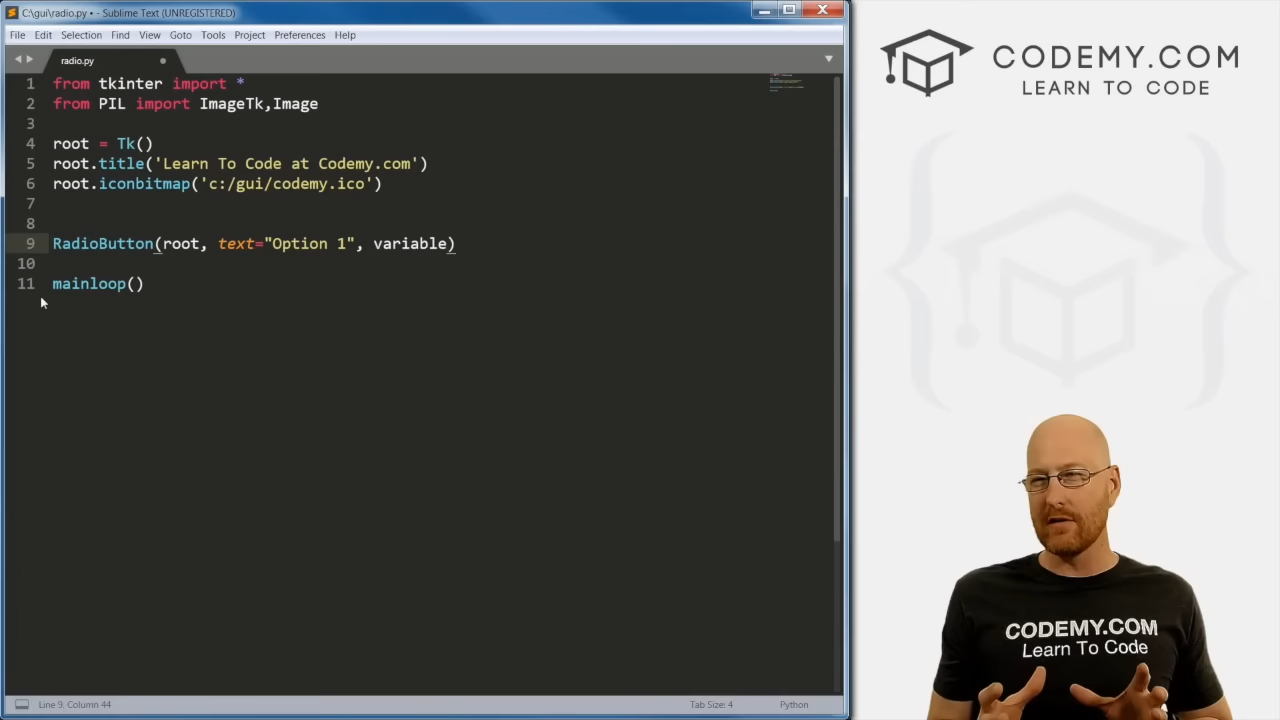 C:\gui\radio.py • - Sublime Text (UNREGISTERED)
File Edit Selection Find View Goto Tools Project Preferences Help
radio.py
1 from tkinter import *
2 from PIL import ImageTk,Image
3
4 root = Tk()
5 root.title('Learn To Code at Codemy.com')
6 root.iconbitmap('c:/gui/codemy.ico')
7
8
9 RadioButton(root, text="Option 1", variable)
10
11 mainloop()
Line 9, Column 44 Tab Size: 4 Python
CODEMY.COM
LEARN TO CODE
CODEMY.COM
Learn To Code